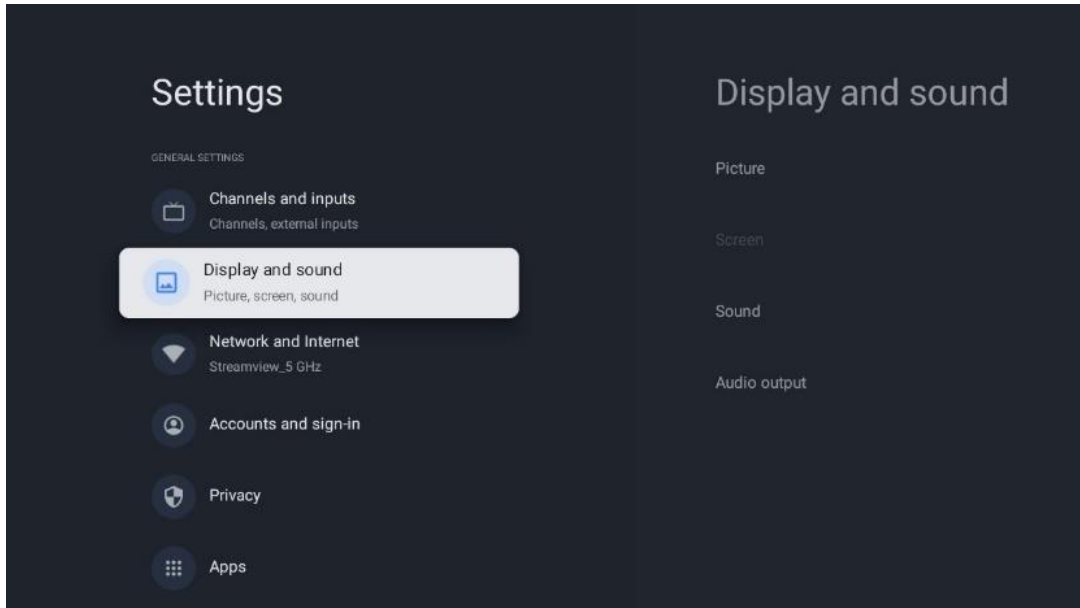 Settings
GENERAL SETTINGS
Channels and inputs
Channels, external inputs
Display and sound
Picture, screen, sound
Network and Internet
Streamview_5 GHz
Accounts and sign-in
Privacy
Apps
Display and sound
Picture
Screen
Sound
Audio output